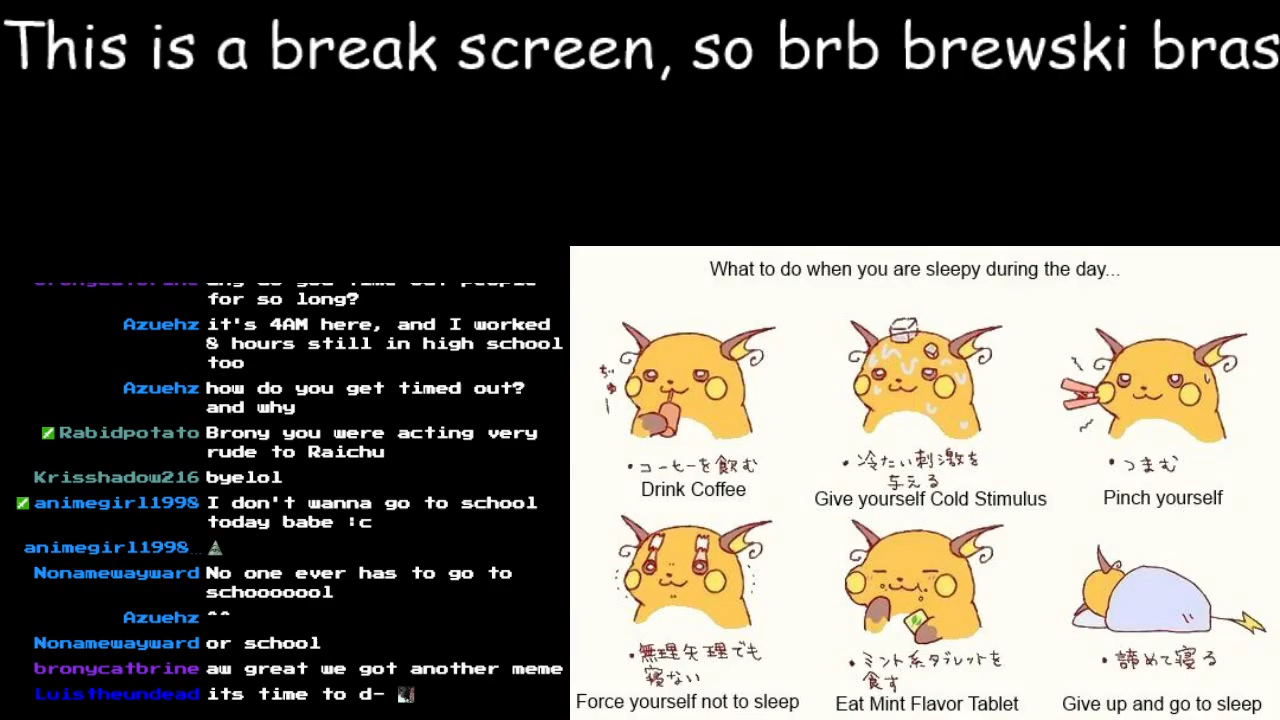 This is a break screen, so brb brewski bras
for so long?
Azuehz it's 4AM here, and I worked
8 hours still in high school
too
Azuehz how do you get timed out?
and why
Rabidpotato Brony you were acting very
rude to Raichu
Krisshadow216 byelol
animegirl1998 I don't wanna go to school
today babe :c
animegirl1998
Nonamewayward No one ever has to go to
schooooool
Azuehz ^^
Nonamewayward or school
bronycatbrine aw great we got another meme
Luistheundead its time to d-
What to do when you are sleepy during the day...
ぢゅー
・コーヒーを飲む
Drink Coffee
・冷たい刺激を
与える
Give yourself Cold Stimulus
・つまむ
Pinch yourself
・無理矢理でも
寝ない
Force yourself not to sleep
・ミント系タブレットを
食す
Eat Mint Flavor Tablet
・諦めて寝る
Give up and go to sleep